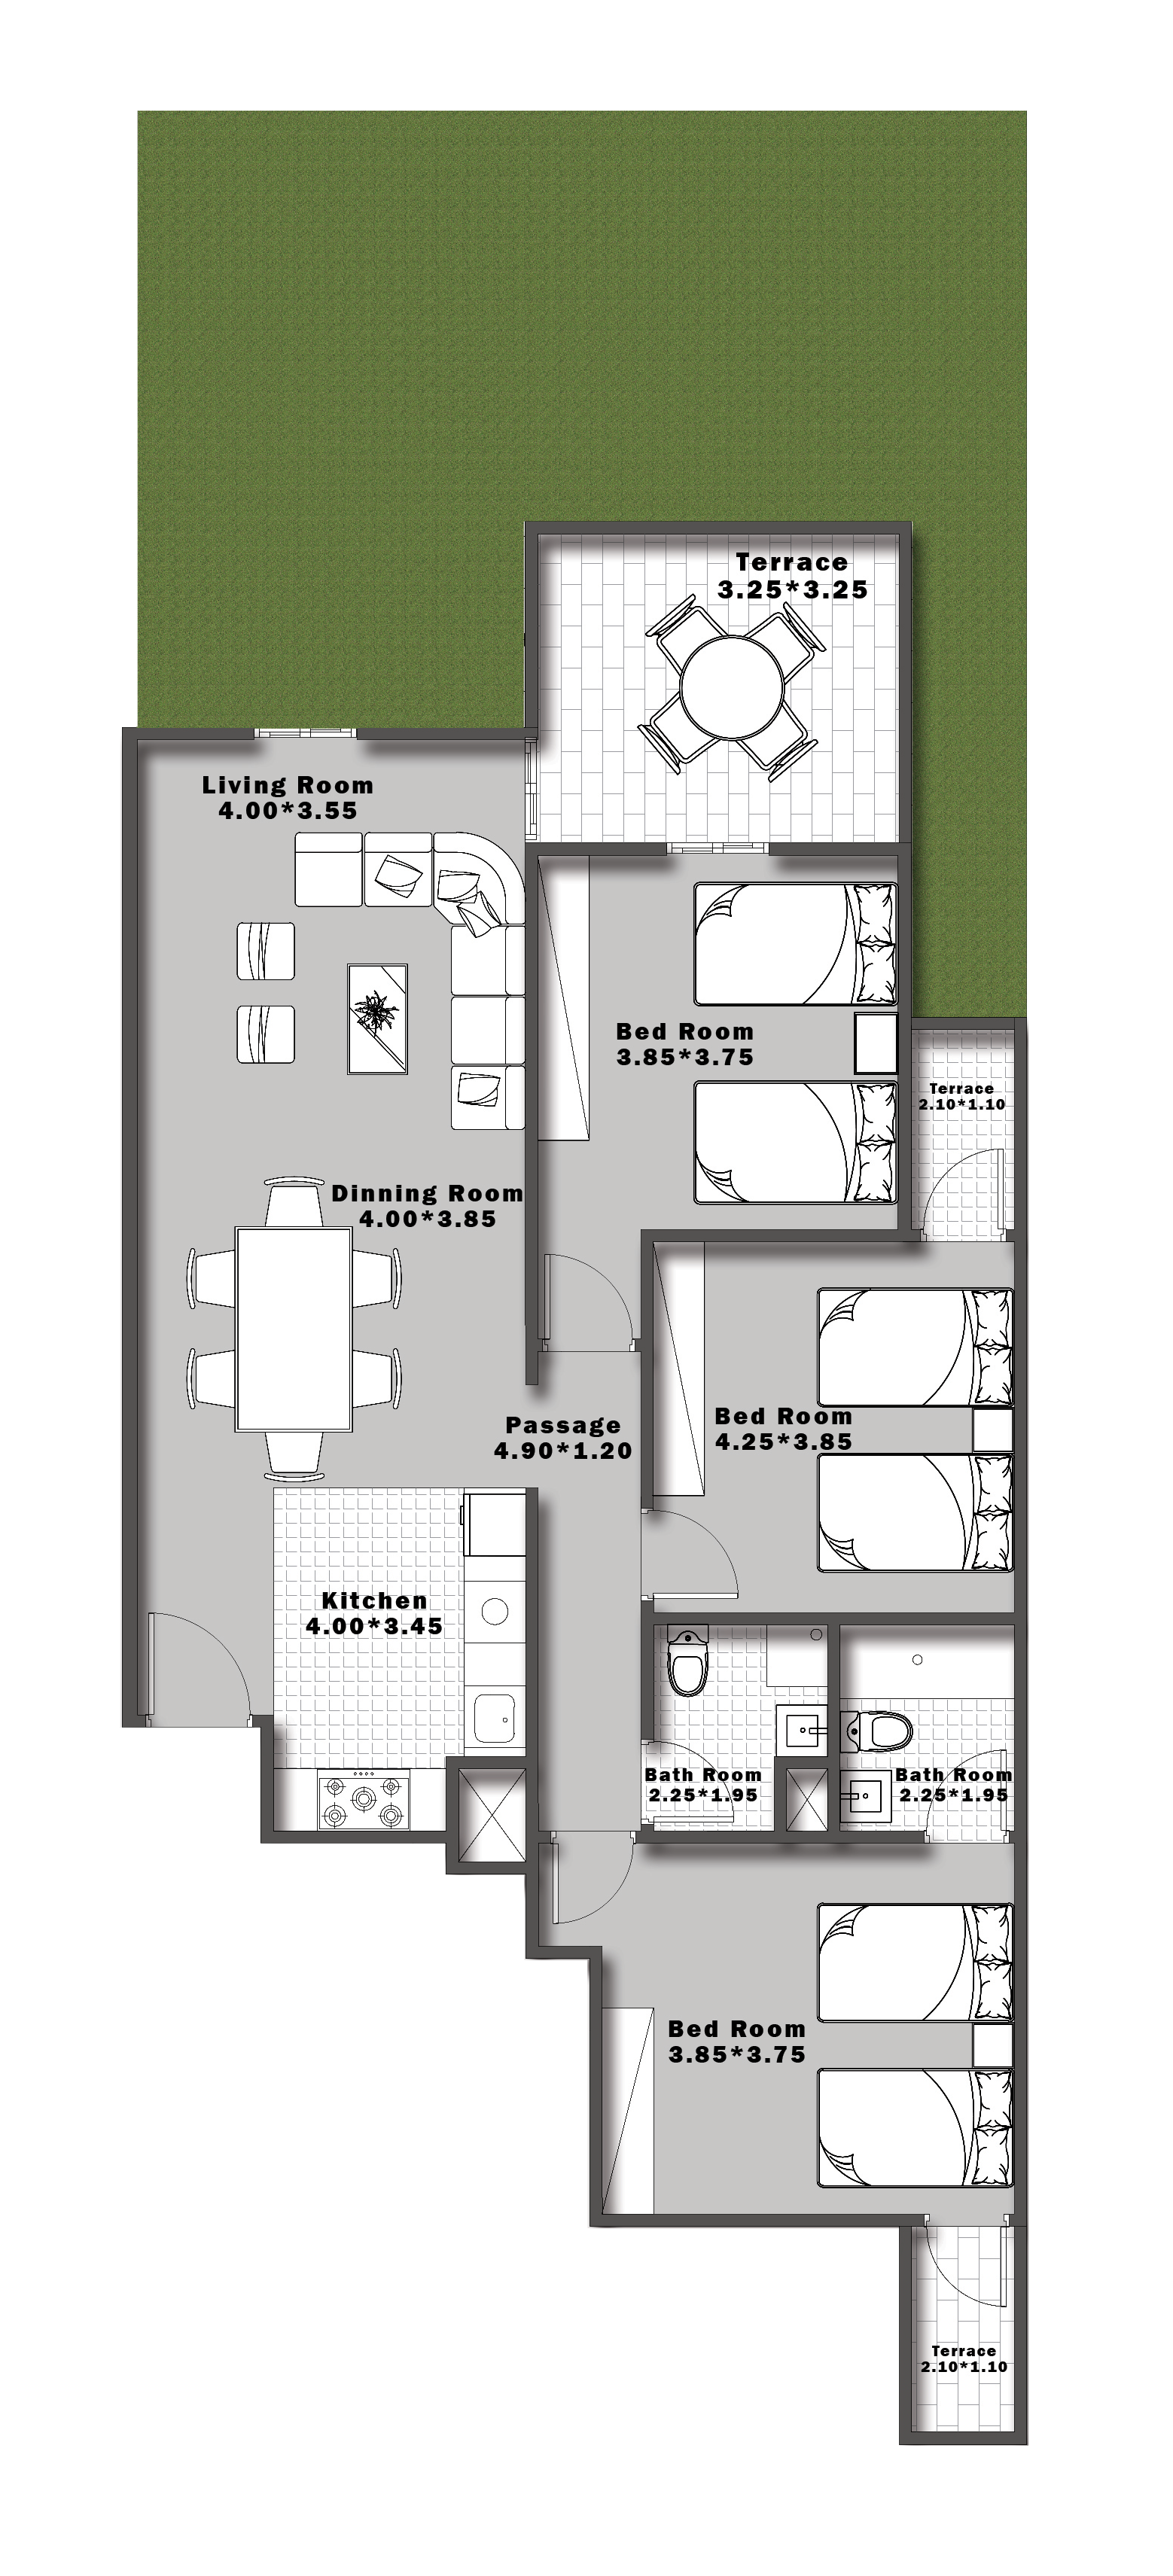 Terrace
3.25*3.25
Living Room
4.00*3.55
Bed Room
3.85*3.75
Terrace
2.10*1.10
Dinning Room
4.00*3.85
Passage
4.90*1.20
Bed Room
4.25*3.85
Kitchen
4.00*3.45
Bath Room
2.25*1.95
Bath Room
2.25*1.95
Bed Room
3.85*3.75
Terrace
2.10*1.10